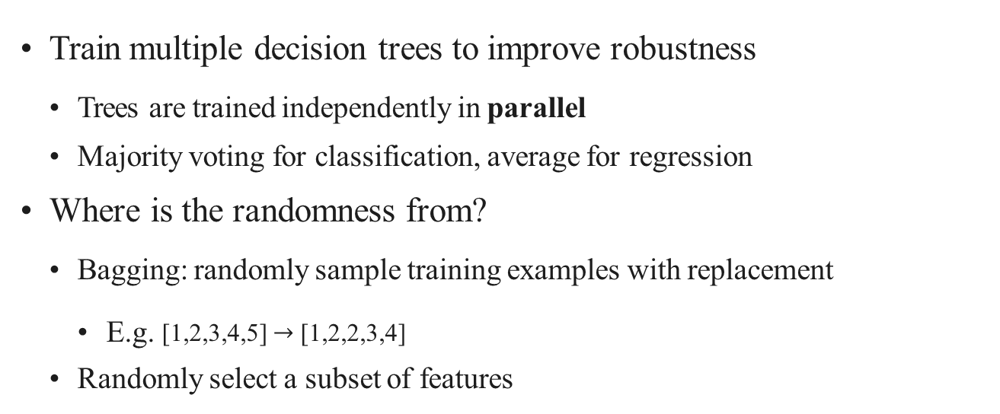 • Train multiple decision trees to improve robustness
• Trees are trained independently in parallel
• Majority voting for classification, average for regression
• Where is the randomness from?
• Bagging: randomly sample training examples with replacement
• E.g. [1,2,3,4,5] → [1,2,2,3,4]
• Randomly select a subset of features